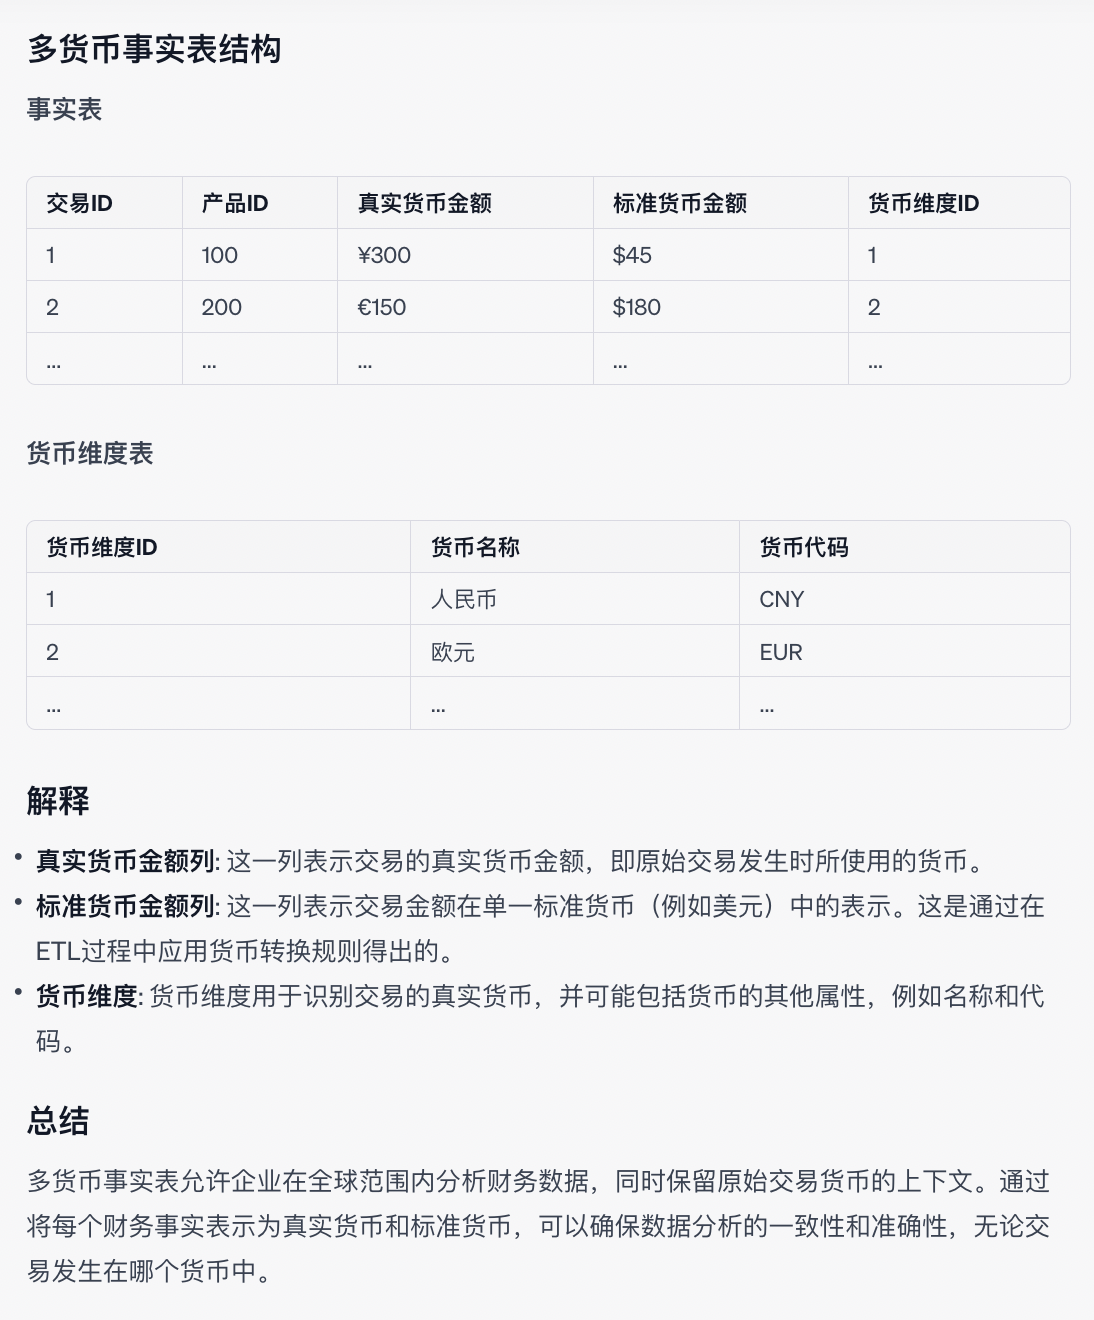 多货币事实表结构
事实表
交易ID 产品ID 真实货币金额 标准货币金额 货币维度ID
1 100 ¥300 $45 1
2 200 €150 $180 2
... ... ... ... ...
货币维度表
货币维度ID 货币名称 货币代码
1 人民币 CNY
2 欧元 EUR
... ... ...
解释
• 真实货币金额列: 这一列表示交易的真实货币金额，即原始交易发生时所使用的货币。
• 标准货币金额列: 这一列表示交易金额在单一标准货币（例如美元）中的表示。这是通过在
ETL过程中应用货币转换规则得出的。
• 货币维度: 货币维度用于识别交易的真实货币，并可能包括货币的其他属性，例如名称和代
码。
总结
多货币事实表允许企业在全球范围内分析财务数据，同时保留原始交易货币的上下文。通过
将每个财务事实表示为真实货币和标准货币，可以确保数据分析的一致性和准确性，无论交
易发生在哪个货币中。